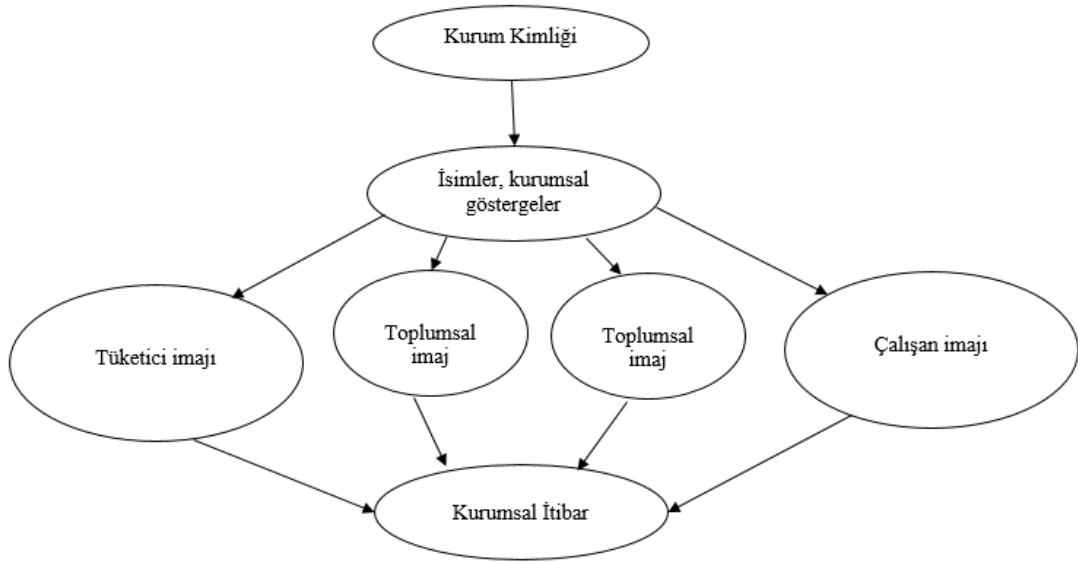 Kurum Kimliği
İsimler, kurumsal
göstergeler
Tüketici imajı
Toplumsal
imaj
Toplumsal
imaj
Çalışan imajı
Kurumsal İtibar